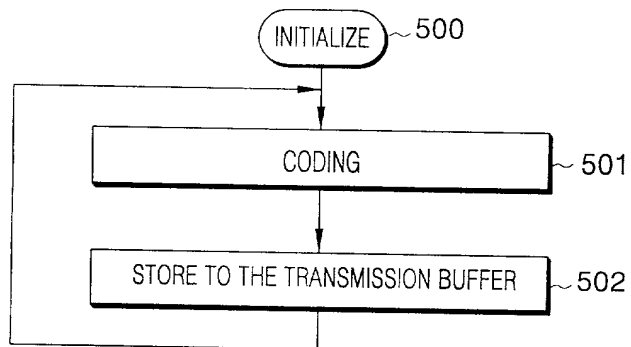 INITIALIZE 500
CODING 501
STORE TO THE TRANSMISSION BUFFER 502